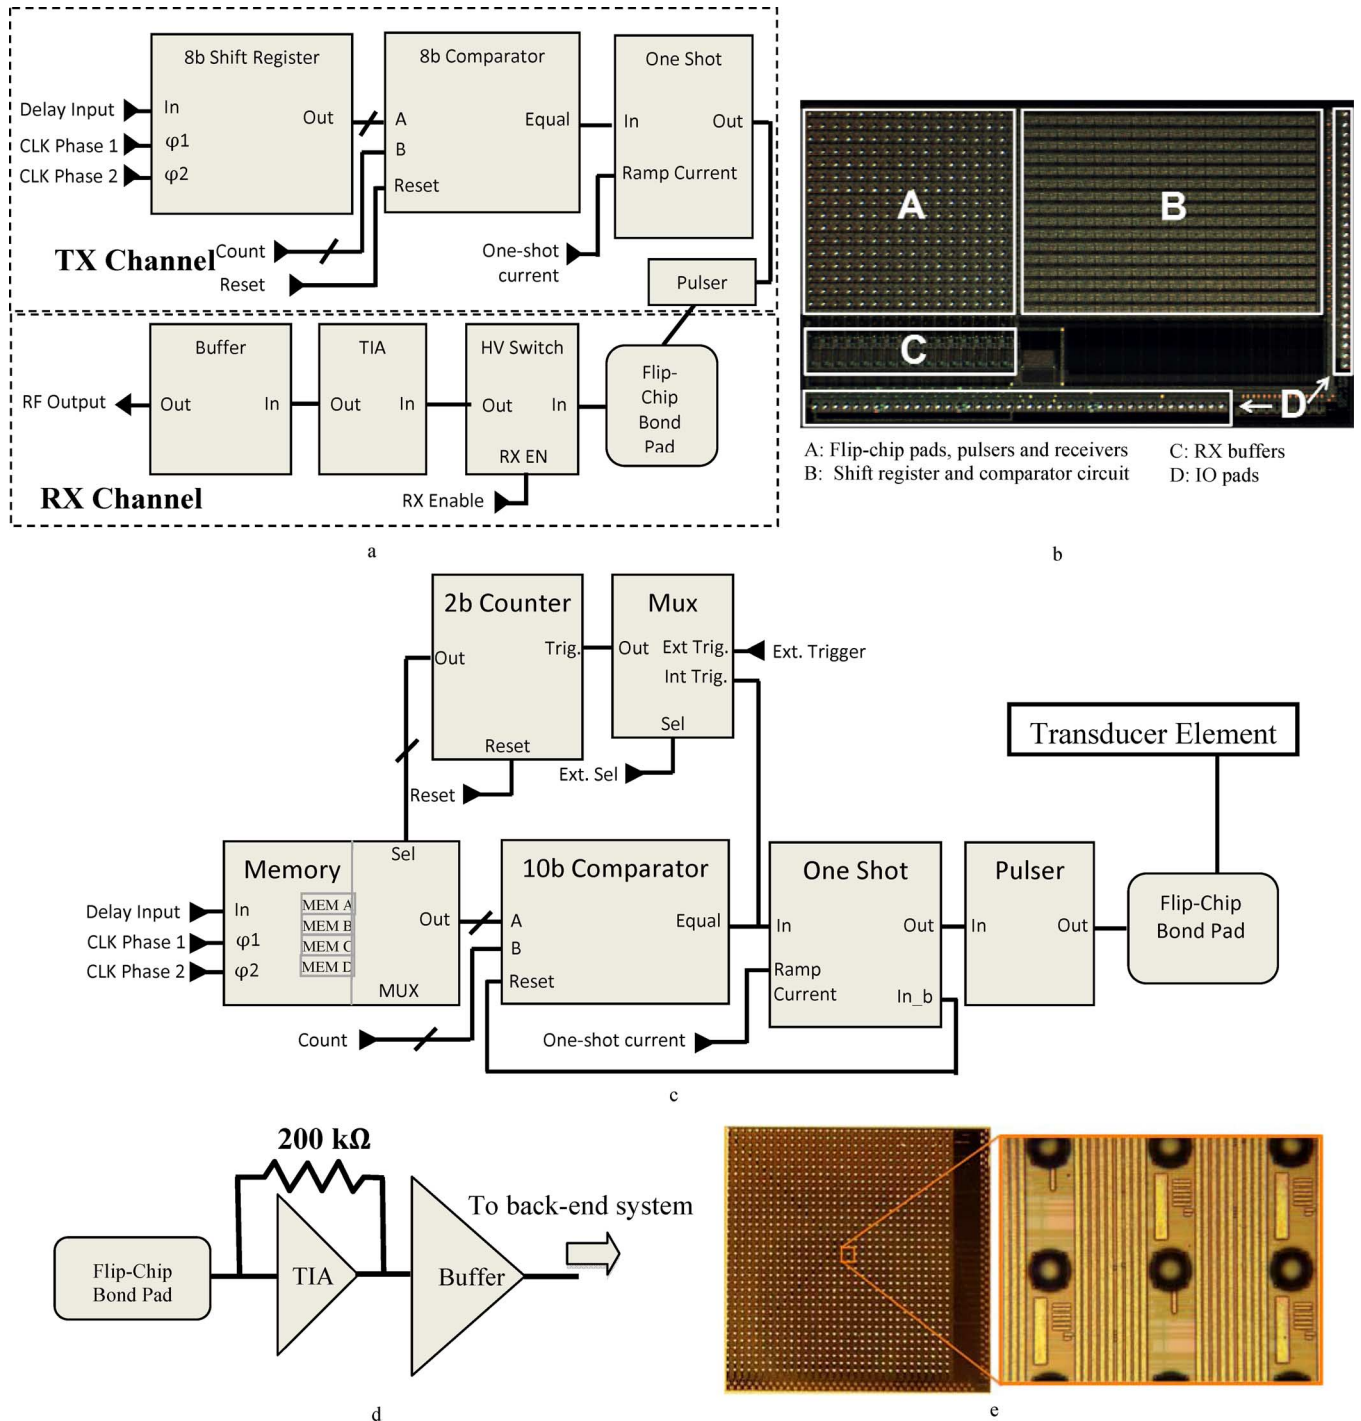 8b Shift Register
8b Comparator
One Shot
Delay Input
In
Out
A
Equal
In
Out
CLK Phase 1
φ1
B
CLK Phase 2
φ2
Reset
Ramp Current
TX Channel
Count
One-shot
current
Reset
Pulser
Buffer
TIA
HV Switch
Flip-
Chip
Bond
Pad
RF Output
Out
In
Out
In
Out
In
RX EN
RX Channel
RX Enable
a
A
B
C
D
A: Flip-chip pads, pulsers and receivers
B: Shift register and comparator circuit
C: RX buffers
D: IO pads
b
2b Counter
Mux
Out
Trig.
Out
Ext Trig.
Int Trig.
Ext. Trigger
Sel
Reset
Ext. Sel
Reset
Transducer Element
Memory
Sel
10b Comparator
One Shot
Pulser
Flip-Chip
Bond Pad
MEM A
MEM B
MEM C
MEM D
Delay Input
In
Out
A
Equal
In
Out
In
Out
CLK Phase 1
φ1
B
CLK Phase 2
φ2
MUX
Reset
Ramp
Current
In_b
Count
One-shot current
c
200 kΩ
Flip-Chip
Bond Pad
TIA
Buffer
To back-end system
d
e